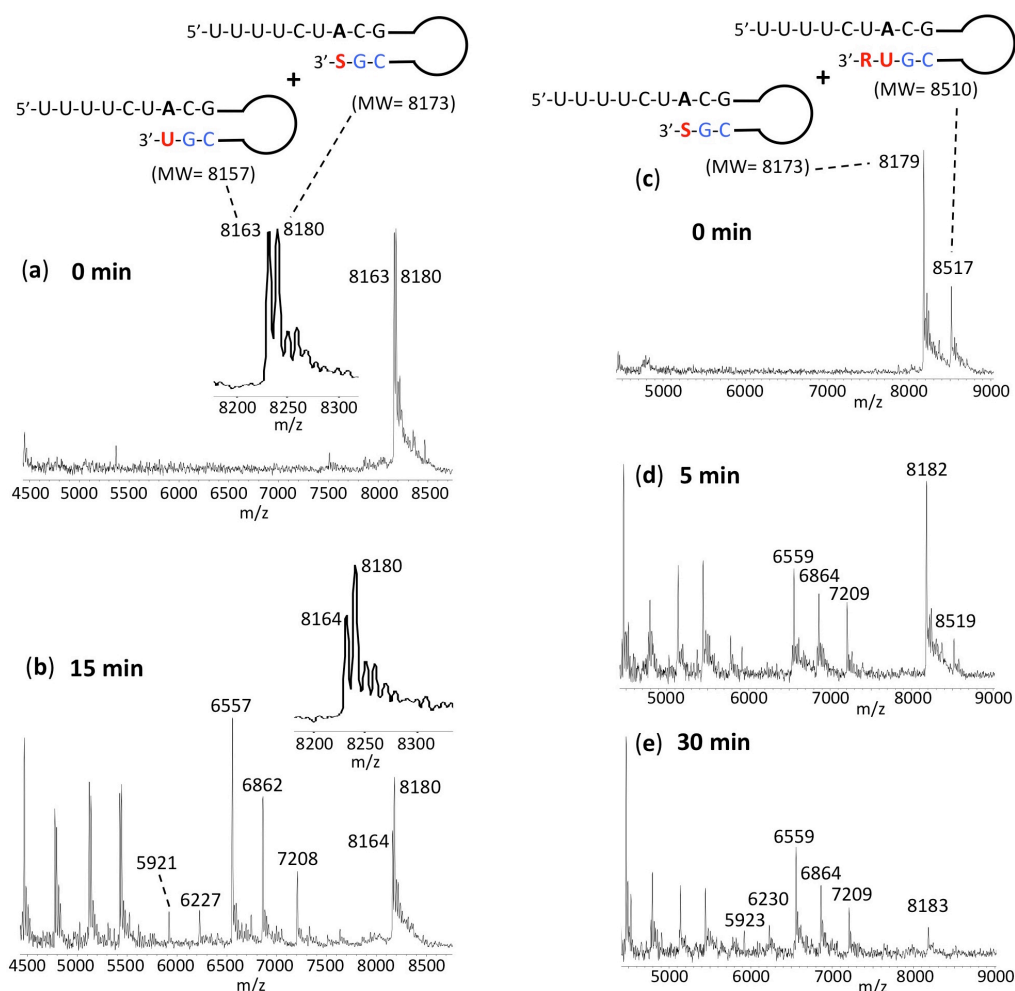 5’-U-U-U-U-C-U-A-C-G
3’-S-G-C
+
(MW= 8173)
5’-U-U-U-U-C-U-A-C-G
3’-U-G-C
(MW= 8157)
8163 8180
(a) 0 min
8163 8180
8200 8250 8300
m/z
4500 5000 5500 6000 6500 7000 7500 8000 8500
m/z
(b) 15 min
8180
8164
8200 8250 8300
m/z
6557
6862
8180
8164
5921
6227
7208
4500 5000 5500 6000 6500 7000 7500 8000 8500
m/z
5’-U-U-U-U-C-U-A-C-G
3’-R-U-G-C
+
(MW= 8510)
5’-U-U-U-U-C-U-A-C-G
3’-S-G-C
(MW= 8173)
8179
(c)
0 min
8517
5000 6000 7000 8000 9000
m/z
(d) 5 min
8182
6559
6864
7209
8519
5000 6000 7000 8000 9000
m/z
(e) 30 min
6559
6864
6230
5923
7209
8183
5000 6000 7000 8000 9000
m/z